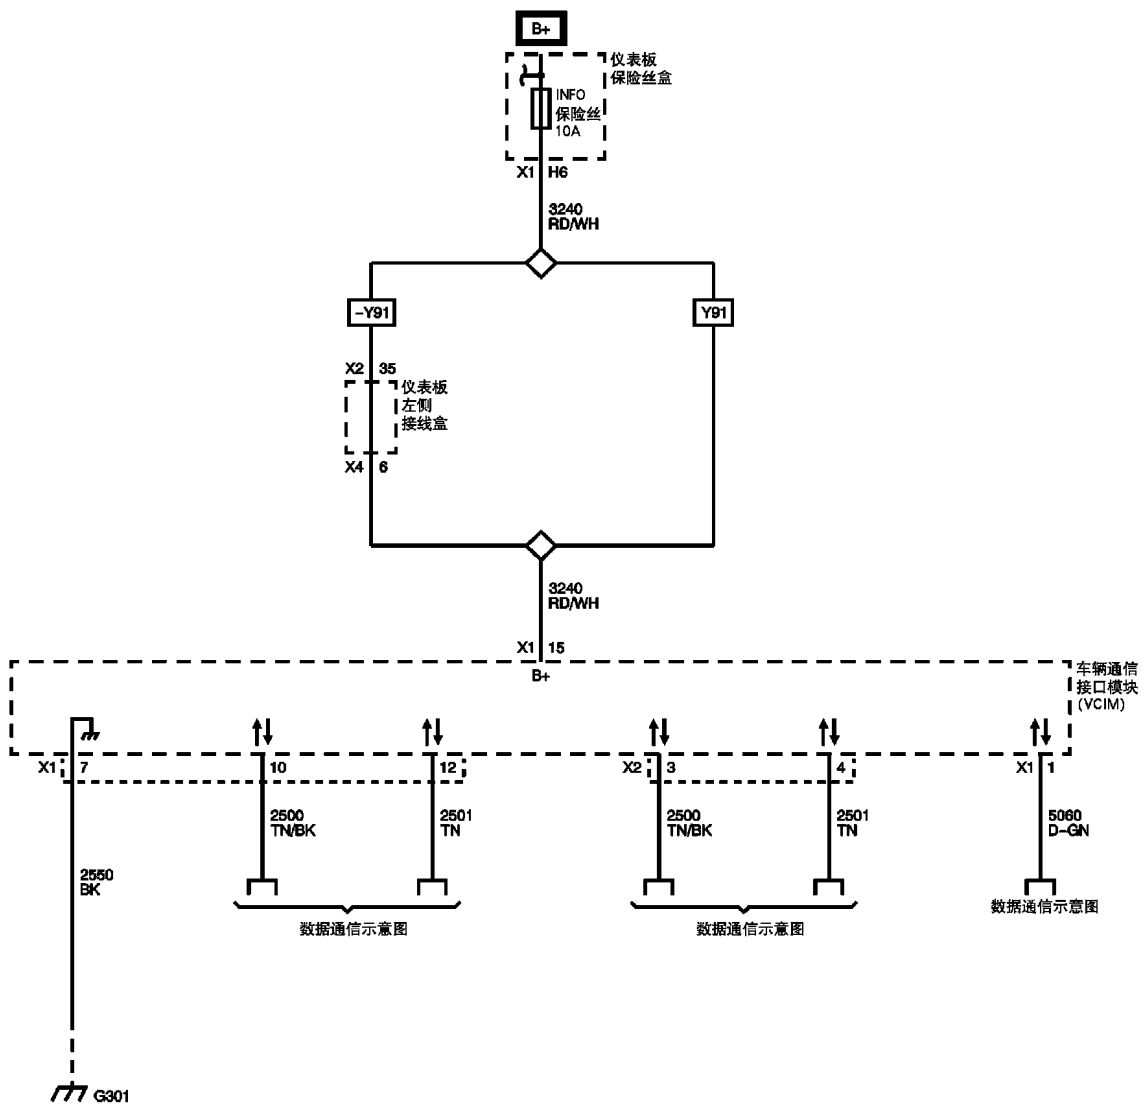 B+
仪表板
保险丝盒
INFO
保险丝
10A
X1 H6
3240
RD/WH
-Y91
Y91
X2 35
仪表板
左侧
接线盒
X4 6
3240
RD/WH
X1 15
B+
车辆通信
接口模块
(VCIM)
X1 7 10 12 X2 3 4 X1 1
2500
TN/BK
2501
TN
2500
TN/BK
2501
TN
5060
D-GN
2550
BK
数据通信示意图
数据通信示意图
数据通信示意图
G301